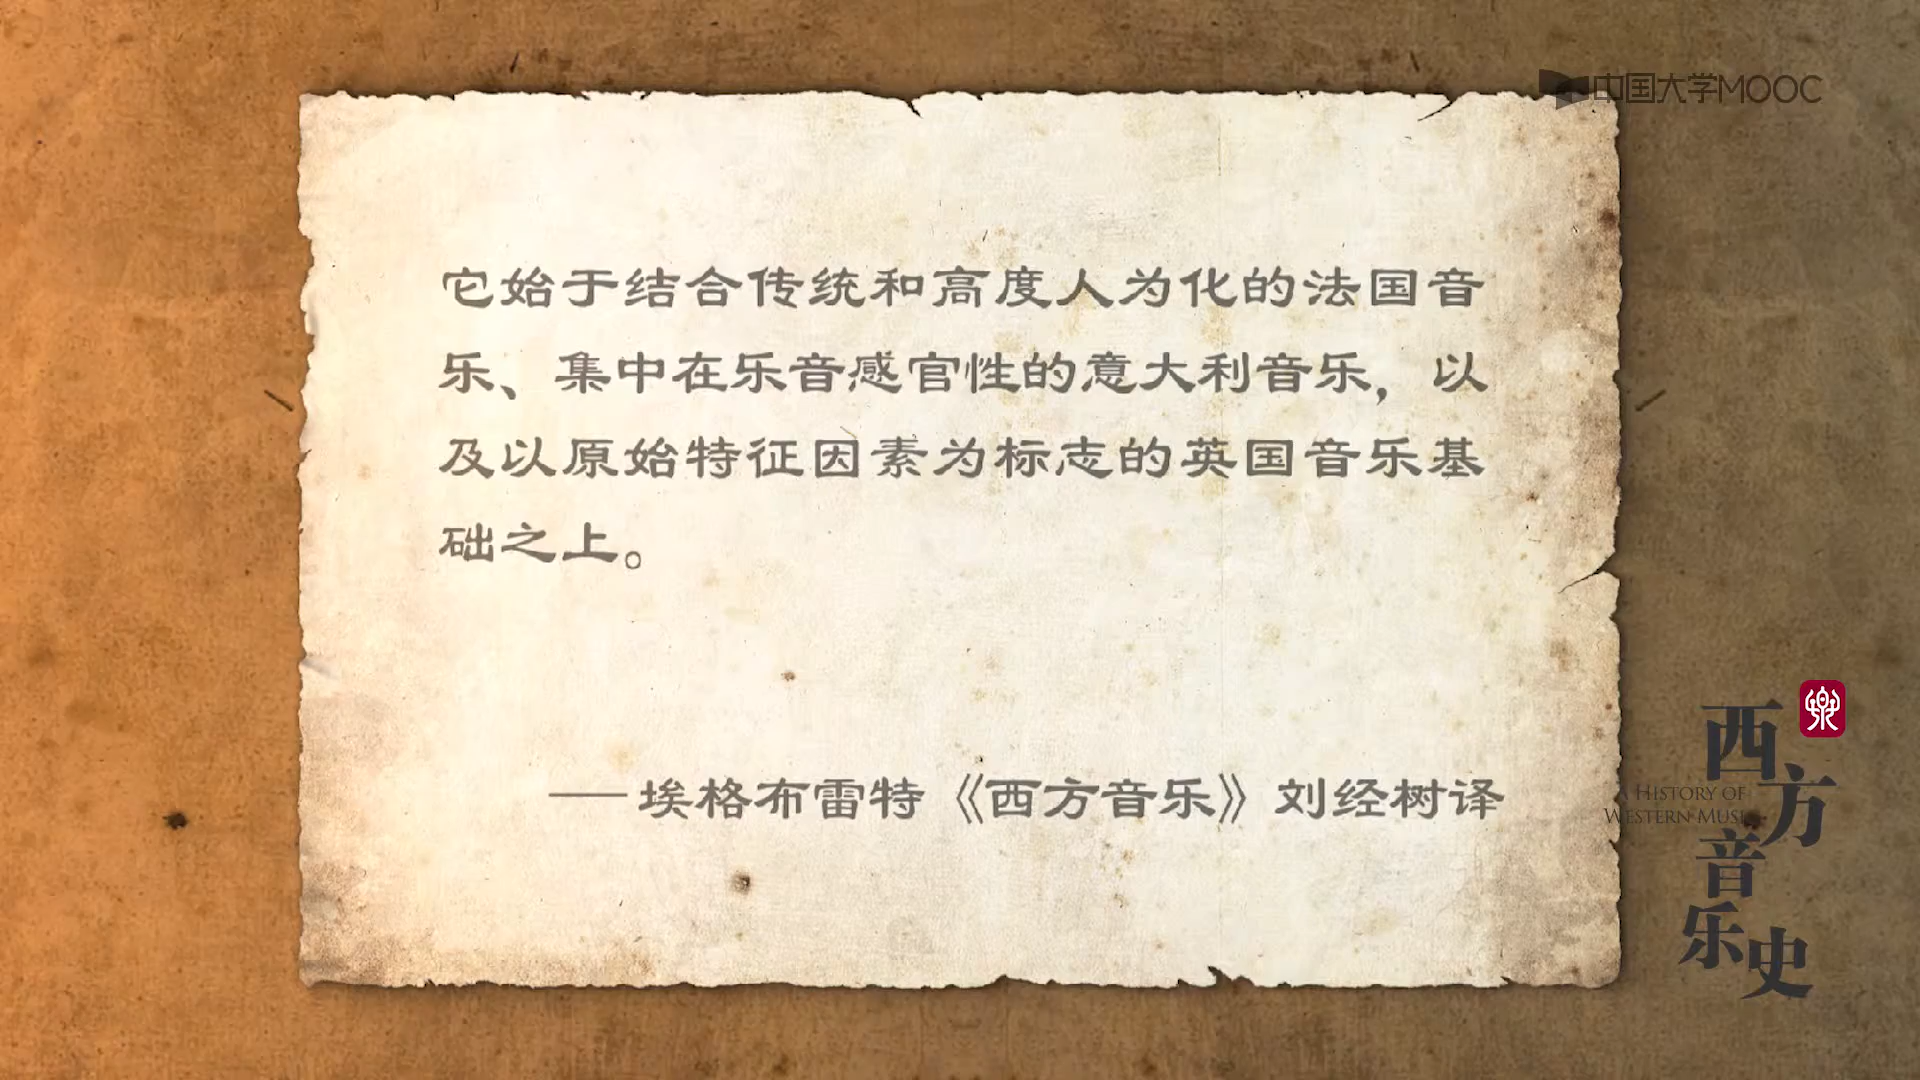 中国大学MOOC
它始于结合传统和高度人为化的法国音
乐、集中在乐音感官性的意大利音乐，以
及以原始特征因素为标志的英国音乐基
础之上。
——埃格布雷特《西方音乐》刘经树译
樂
西方音乐史
A HISTORY OF
WESTERN MUSIC